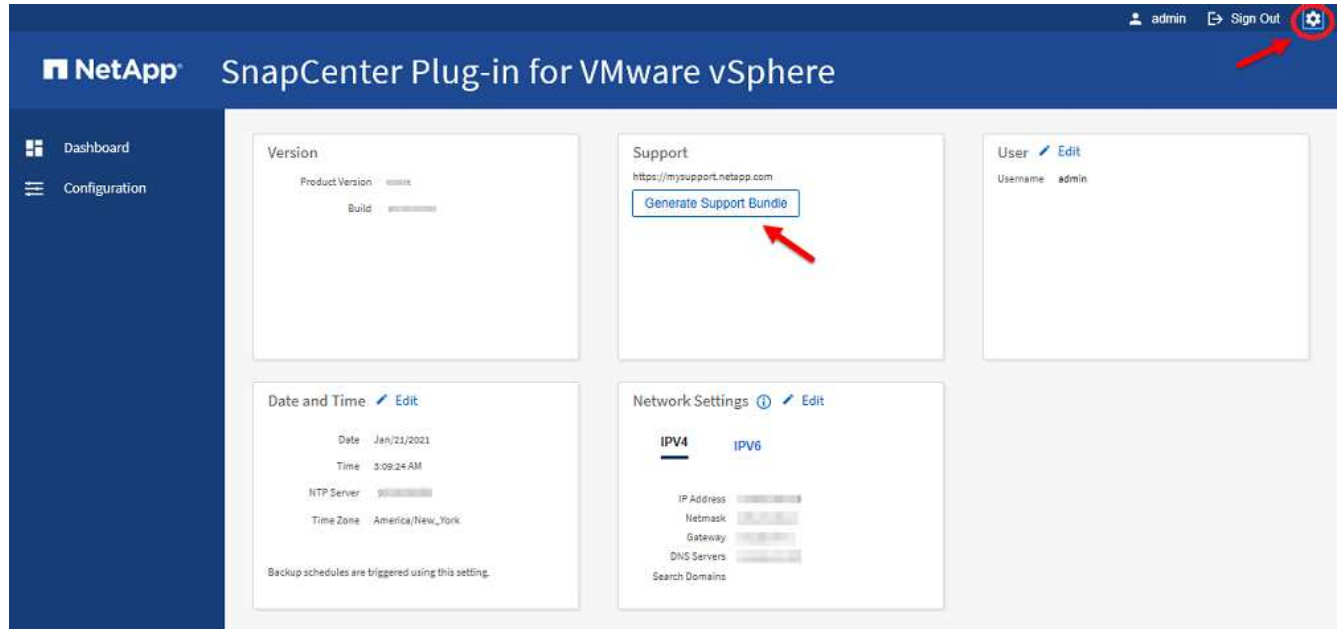 admin Sign Out
NetApp SnapCenter Plug-in for VMware vSphere
Dashboard
Configuration
Version
Product Version
Build
Support
https://mysupport.netapp.com
Generate Support Bundle
User Edit
Username admin
Date and Time Edit
Date Jan/21/2021
Time 3:09:24 AM
NTP Server
Time Zone America/New_York
Backup schedules are triggered using this setting.
Network Settings Edit
IPV4 IPV6
IP Address
Netmask
Gateway
DNS Servers
Search Domains